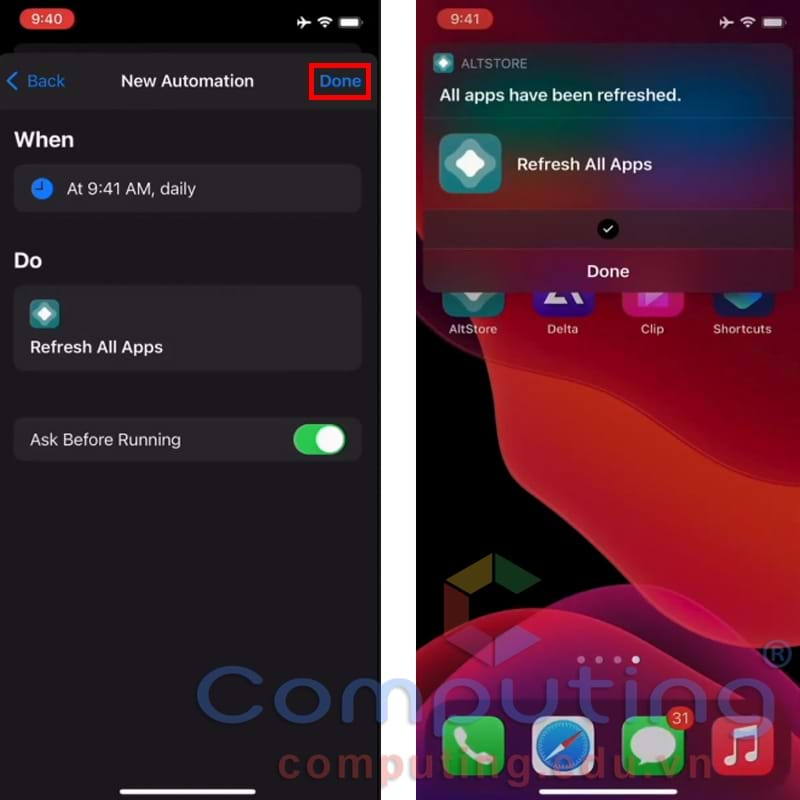 9:40
Back
New Automation
Done
When
At 9:41 AM, daily
Do
Refresh All Apps
Ask Before Running
9:41
ALTSTORE
All apps have been refreshed.
Refresh All Apps
Done
AltStore
Delta
Clip
Shortcuts
31
Computing®
computing.edu.vn